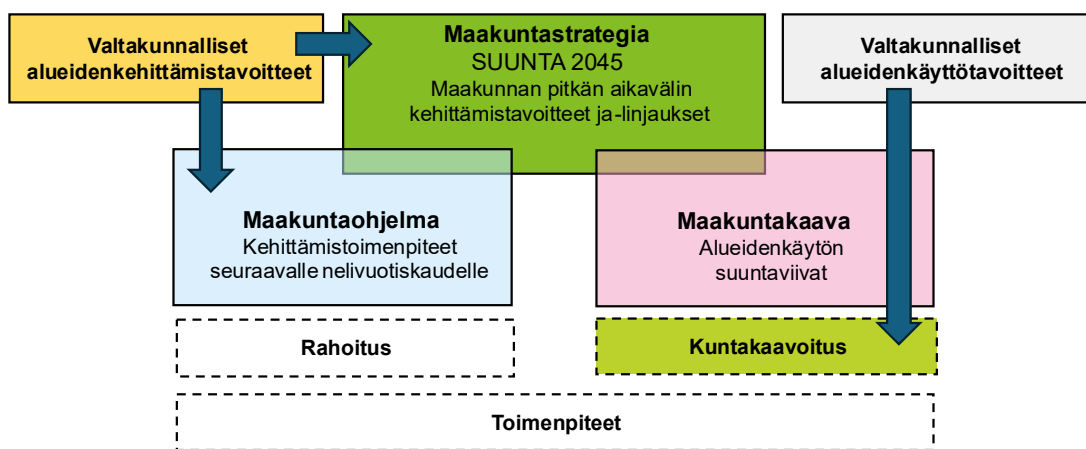 Valtakunnalliset
alueidenkehittämistavoitteet
Maakuntastrategia
SUUNTA 2045
Maakunnan pitkän aikavälin
kehittämistavoitteet ja-linjaukset
Valtakunnalliset
alueidenkäyttötavoitteet
Maakuntaohjelma
Kehittämistoimenpiteet
seuraavalle nelivuotiskaudelle
Maakuntakaava
Alueidenkäytön
suuntaviivat
Rahoitus
Kuntakaavoitus
Toimenpiteet